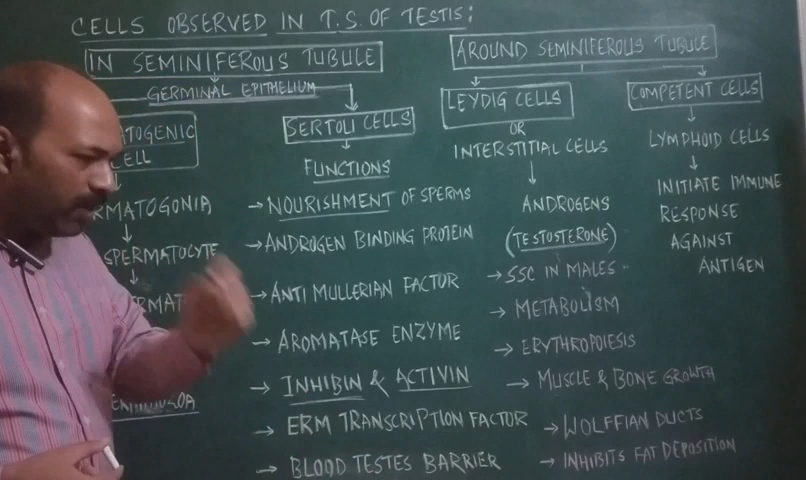 CELLS OBSERVED IN T.S. OF TESTIS:
IN SEMINIFEROUS TUBULE
GERMINAL EPITHELIUM
CELL
SPERMATOCYTE
SERTOLI CELLS
FUNCTIONS
→ NOURISHMENT OF SPERMS
→ ANDROGEN BINDING PROTEIN
→ ANTI MULLERIAN FACTOR
→ AROMATASE ENZYME
→ INHIBIN & ACTIVIN
→ ERM TRANSCRIPTION FACTOR
→ BLOOD TESTES BARRIER
AROUND SEMINIFEROUS TUBULE
LEYDIG CELLS
OR
INTERSTITIAL CELLS
ANDROGENS
(TESTOSTERONE)
→ SSC IN MALES
→ METABOLISM
→ ERYTHROPOIESIS
→ MUSCLE & BONE GROWTH
→ WOLFFIAN DUCTS
→ INHIBITS FAT DEPOSITION
COMPETENT CELLS
LYMPHOID CELLS
INITIATE IMMUNE
RESPONSE
AGAINST
ANTIGEN